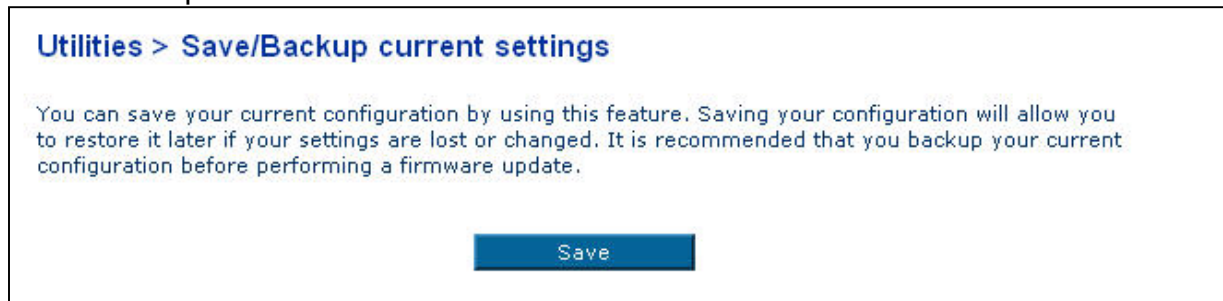 Utilities > Save/Backup current settings
You can save your current configuration by using this feature. Saving your configuration will allow you
to restore it later if your settings are lost or changed. It is recommended that you backup your current
configuration before performing a firmware update.
Save